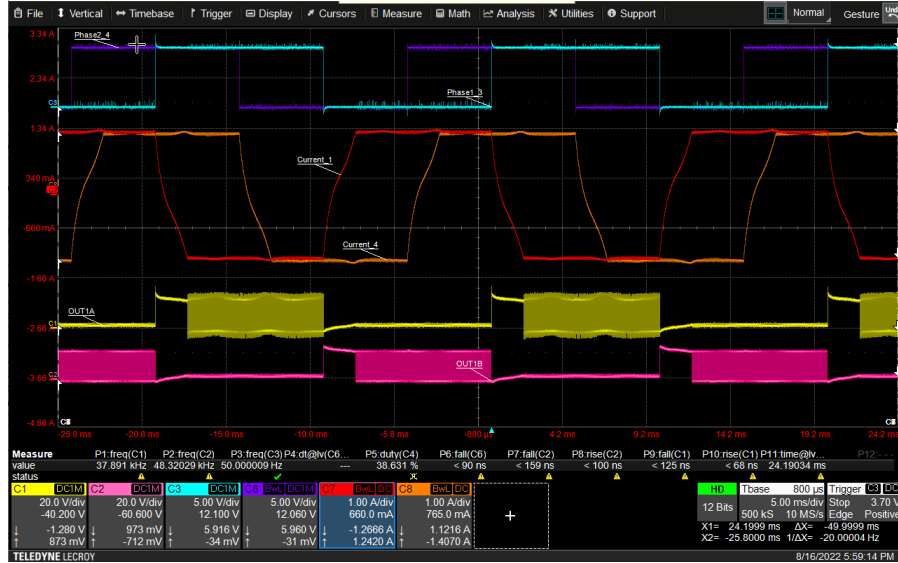 File Vertical Timebase Trigger Display Cursors Measure Math Analysis Utilities Support Normal Gesture Und
3.34 A
Phase2_4
2.34 A
C3
Phase1_3
1.34 A
Current_1
340 mA
-660 mA
Current_4
-1.66 A
OUT1A
C1
-2.66 A
OUT1B
C2
-3.66 A
-4.66 A
C8 C8
-25.8 ms -20.8 ms -15.8 ms -10.8 ms -5.8 ms -800 µs 4.2 ms 9.2 ms 14.2 ms 19.2 ms 24.2 ms
Measure P1:freq(C1) P2:freq(C2) P3:freq(C3) P4:dt@lv(C6... P5:duty(C4) P6:fall(C6) P7:fall(C2) P8:rise(C2) P9:fall(C1) P10:rise(C1) P11:time@lv... P12:---
value 37.891 kHz 48.32029 kHz 50.000009 Hz --- 38.631 % < 90 ns < 159 ns < 100 ns < 125 ns < 68 ns 24.19034 ms
status
C1 DC1M C2 DC1M C3 DC1M C6 BwL DC C7 BwL DC C8 BwL DC HD Tbase 800 µs Trigger C3 DC
20.0 V/div 20.0 V/div 5.00 V/div 5.00 V/div 1.00 A/div 1.00 A/div 12 Bits 5.00 ms/div Stop 3.70 V
-40.200 V -60.600 V 12.100 V 12.060 V 660.0 mA 765.0 mA 500 kS 10 MS/s Edge Positive
↓ -1.280 V ↓ 973 mV ↓ 5.916 V ↓ 5.960 V ↓ -1.2666 A ↓ 1.1216 A X1= 24.1999 ms ΔX= -49.9999 ms
↑ 873 mV ↑ -712 mV ↑ -34 mV ↑ -31 mV ↑ 1.2420 A ↑ -1.4070 A X2= -25.8000 ms 1/ΔX= -20.00004 Hz
TELEDYNE LECROY 8/16/2022 5:59:14 PM